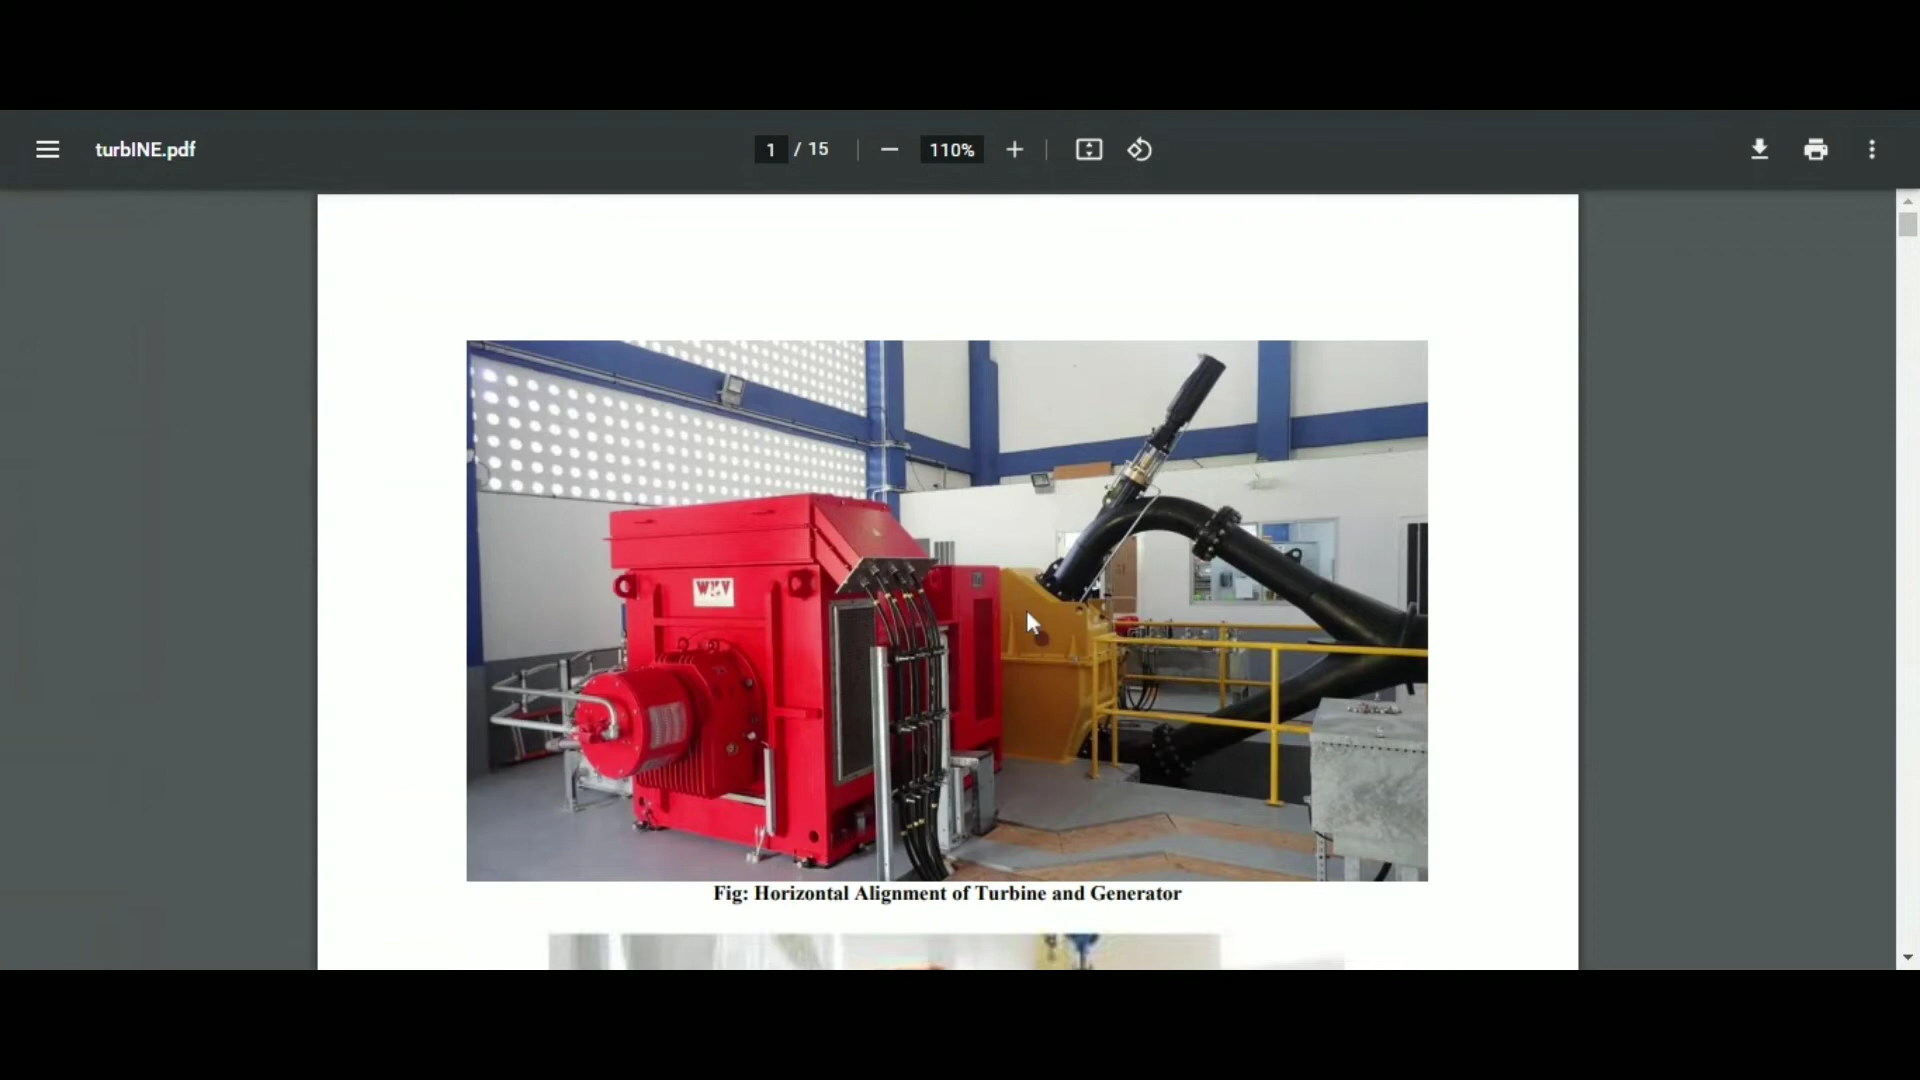 turbINE.pdf
1 / 15
110%
WKV
Fig: Horizontal Alignment of Turbine and Generator